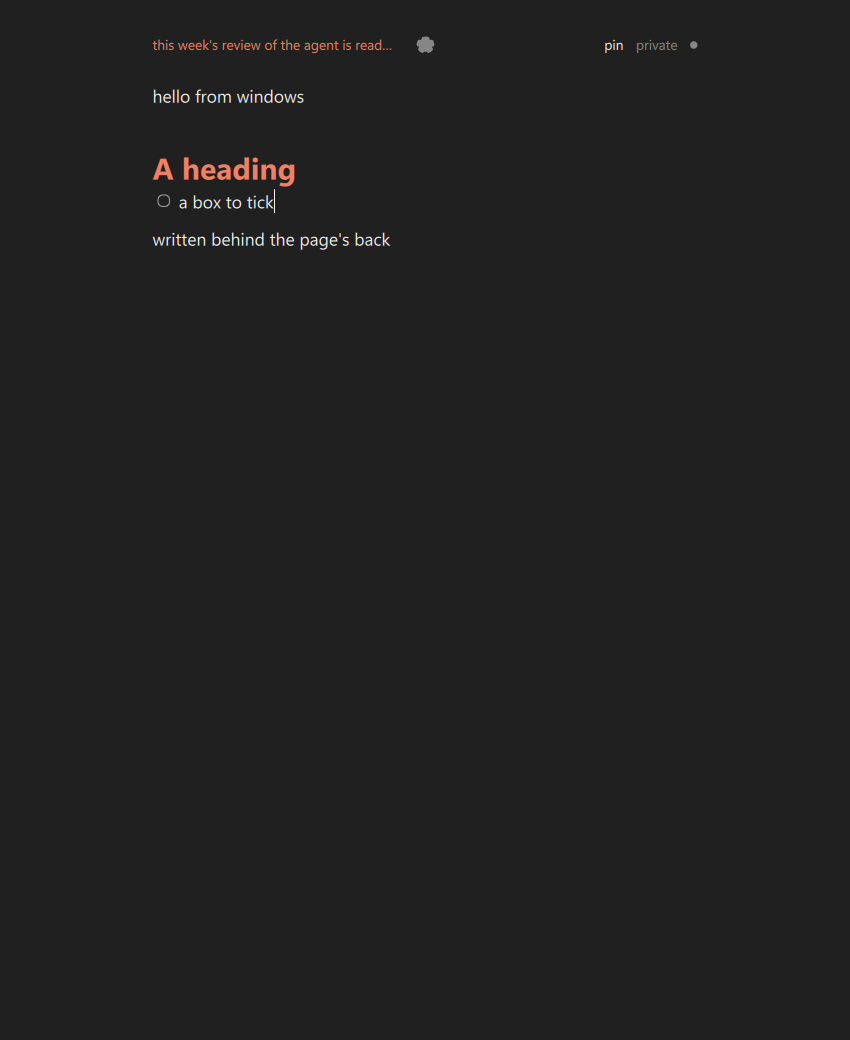 this week's review of the agent is read...
pin private
hello from windows
A heading
a box to tick
written behind the page's back